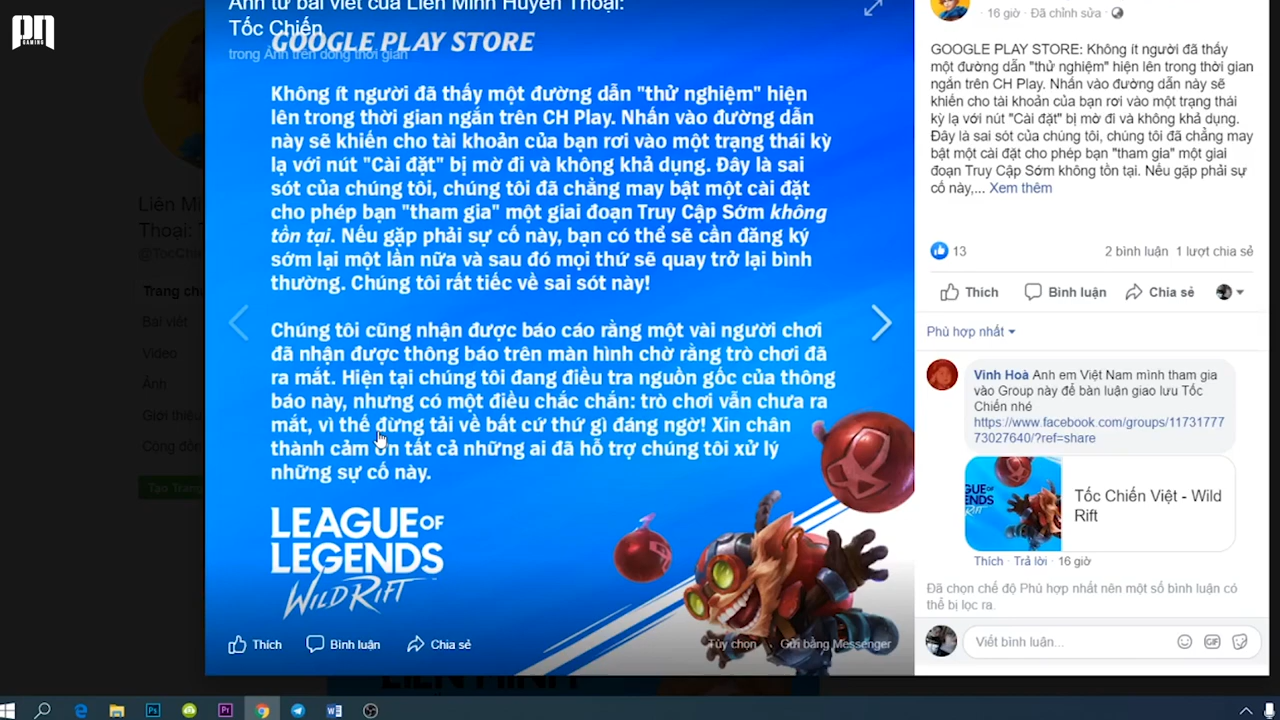 PN
GAMING
Ảnh từ bài viết của Liên Minh Huyền Thoại:
Tốc Chiến
trong Ảnh trên dòng thời gian
GOOGLE PLAY STORE
Không ít người đã thấy một đường dẫn "thử nghiệm" hiện
lên trong thời gian ngắn trên CH Play. Nhấn vào đường dẫn
này sẽ khiến cho tài khoản của bạn rơi vào một trạng thái kỳ
lạ với nút "Cài đặt" bị mờ đi và không khả dụng. Đây là sai
sót của chúng tôi, chúng tôi đã chẳng may bật một cài đặt
cho phép bạn "tham gia" một giai đoạn Truy Cập Sớm không
tồn tại. Nếu gặp phải sự cố này, bạn có thể sẽ cần đăng ký
sớm lại một lần nữa và sau đó mọi thứ sẽ quay trở lại bình
thường. Chúng tôi rất tiếc về sai sót này!
Chúng tôi cũng nhận được báo cáo rằng một vài người chơi
đã nhận được thông báo trên màn hình chờ rằng trò chơi đã
ra mắt. Hiện tại chúng tôi đang điều tra nguồn gốc của thông
báo này, nhưng có một điều chắc chắn: trò chơi vẫn chưa ra
mắt, vì thế đừng tải về bất cứ thứ gì đáng ngờ! Xin chân
thành cảm ơn tất cả những ai đã hỗ trợ chúng tôi xử lý
những sự cố này.
LEAGUE OF
LEGENDS
WILD RIFT
Thích
Bình luận
Chia sẻ
Tùy chọn
Gửi bằng Messenger
Liên Mi
Thoại: T
@TocChie
Trang ch
Bài viết
Video
Ảnh
Giới thiệu
Cộng đồn
Tạo Trang
16 giờ · Đã chỉnh sửa ·
GOOGLE PLAY STORE: Không ít người đã thấy
một đường dẫn "thử nghiệm" hiện lên trong thời gian
ngắn trên CH Play. Nhấn vào đường dẫn này sẽ
khiến cho tài khoản của bạn rơi vào một trạng thái
kỳ lạ với nút "Cài đặt" bị mờ đi và không khả dụng.
Đây là sai sót của chúng tôi, chúng tôi đã chẳng may
bật một cài đặt cho phép bạn "tham gia" một giai
đoạn Truy Cập Sớm không tồn tại. Nếu gặp phải sự
cố này,... Xem thêm
13
2 bình luận 1 lượt chia sẻ
Thích
Bình luận
Chia sẻ
Phù hợp nhất
Vinh Hoà Anh em Việt Nam mình tham gia
vào Group này để bàn luận giao lưu Tốc
Chiến nhé
https://www.facebook.com/groups/11731777
73027640/?ref=share
EAGUE OF
ENDS
RIFT
Tốc Chiến Việt - Wild
Rift
Thích · Trả lời · 16 giờ
Đã chọn chế độ Phù hợp nhất nên một số bình luận có
thể bị lọc ra.
Viết bình luận...
GIF